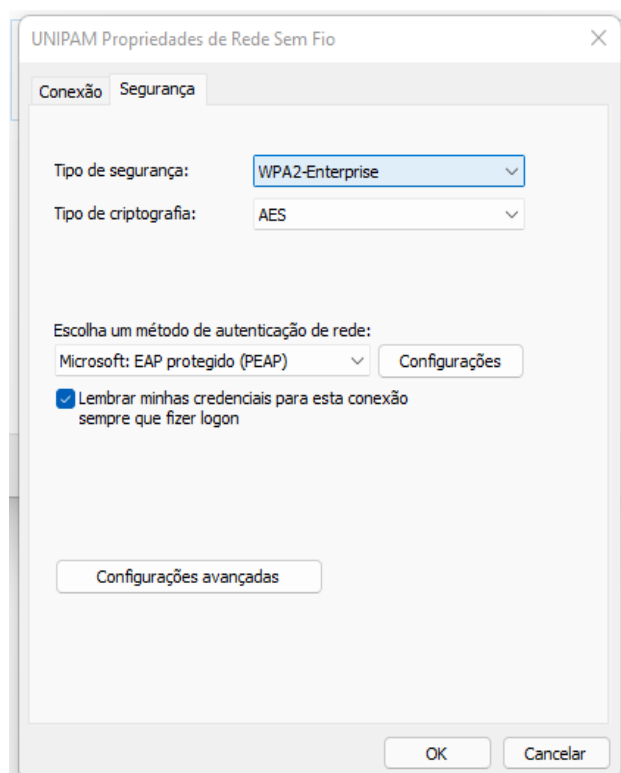 UNIPAM Propriedades de Rede Sem Fio
Conexão Segurança
Tipo de segurança: WPA2-Enterprise
Tipo de criptografia: AES
Escolha um método de autenticação de rede:
Microsoft: EAP protegido (PEAP) Configurações
Lembrar minhas credenciais para esta conexão
sempre que fizer logon
Configurações avançadas
OK Cancelar